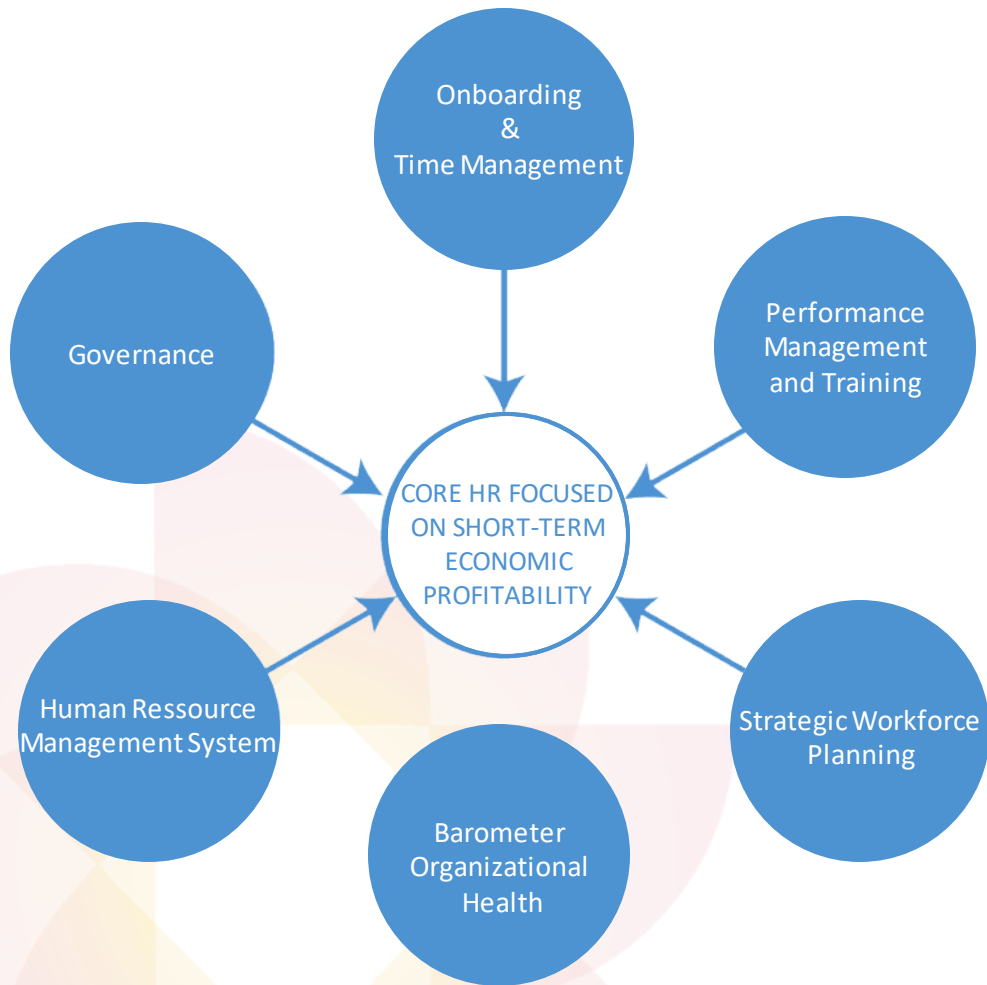 Onboarding
&
Time Management
Governance
Performance
Management
and Training
CORE HR FOCUSED
ON SHORT-TERM
ECONOMIC
PROFITABILITY
Human Ressource
Management System
Strategic Workforce
Planning
Barometer
Organizational
Health